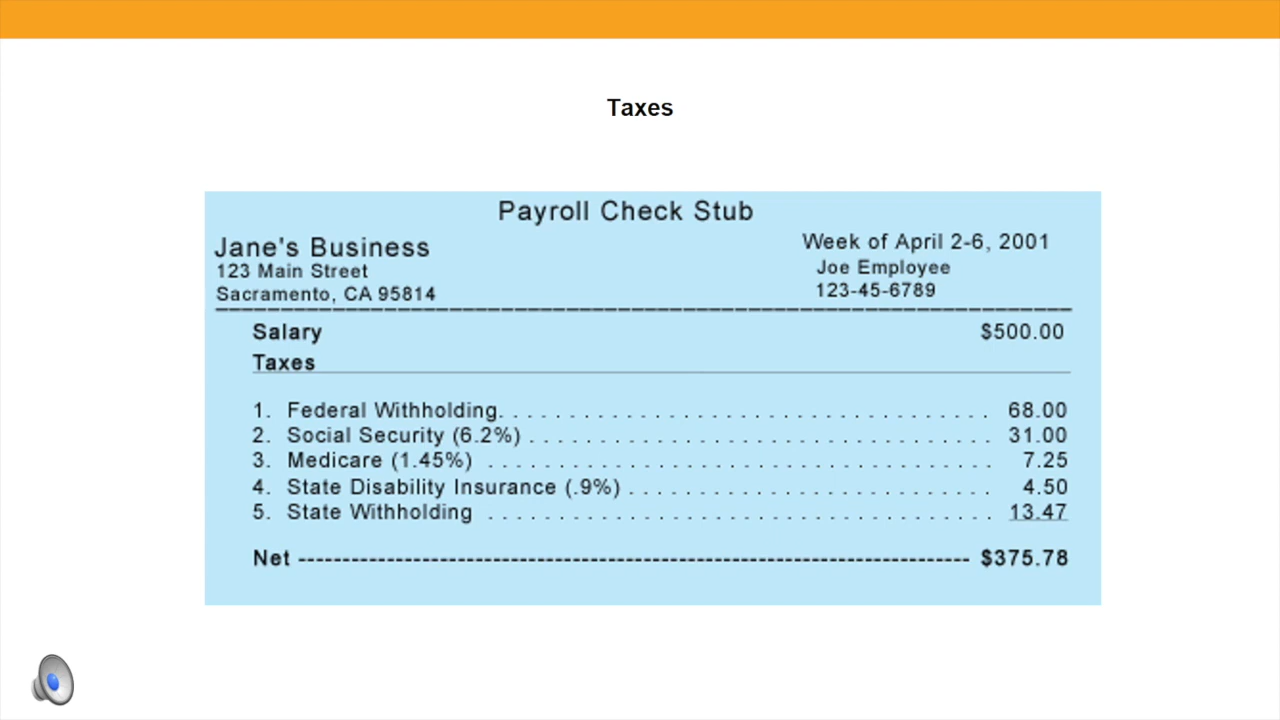 Taxes
Payroll Check Stub
Jane's Business
123 Main Street
Sacramento, CA 95814
Week of April 2-6, 2001
Joe Employee
123-45-6789
Salary $500.00
Taxes
1. Federal Withholding. . . . . . . . . . . . . . . . . . . . . . . . . . . . . . . . . . . 68.00
2. Social Security (6.2%) . . . . . . . . . . . . . . . . . . . . . . . . . . . . . . . . . 31.00
3. Medicare (1.45%) . . . . . . . . . . . . . . . . . . . . . . . . . . . . . . . . . . . . 7.25
4. State Disability Insurance (.9%) . . . . . . . . . . . . . . . . . . . . . . . . . . 4.50
5. State Withholding . . . . . . . . . . . . . . . . . . . . . . . . . . . . . . . . . . . . 13.47
Net ------------------------------------------------------------------------------ $375.78